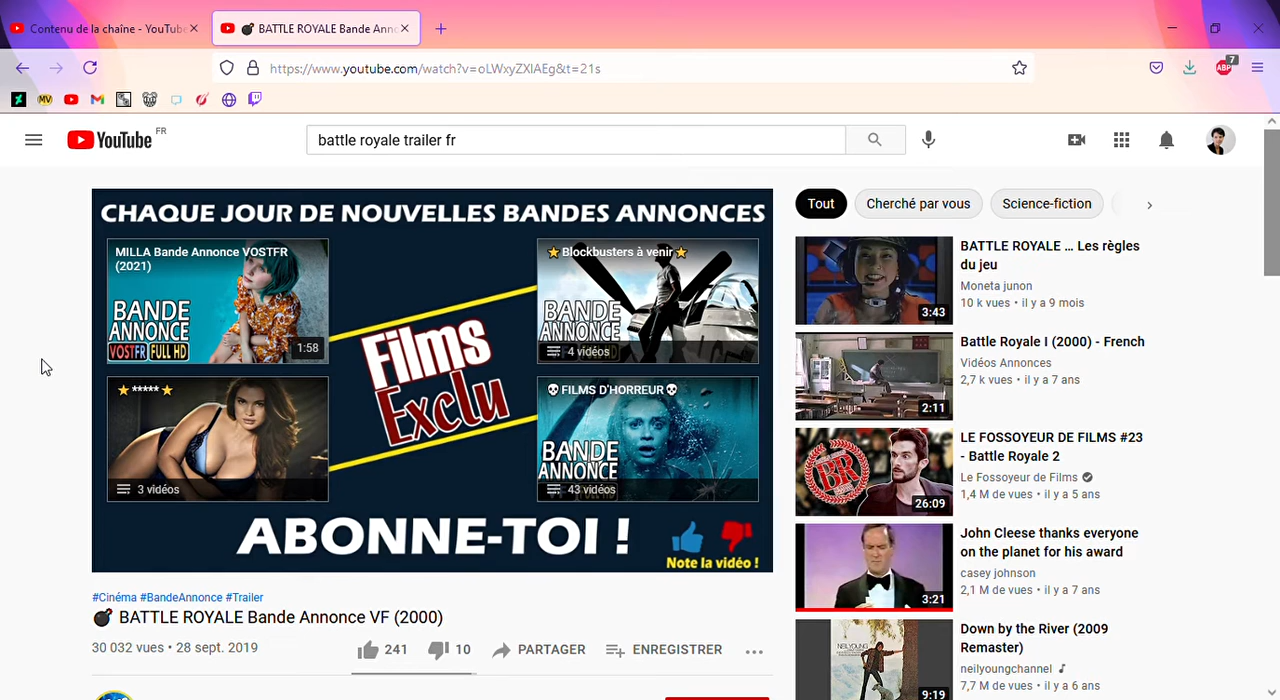 Contenu de la chaîne - YouTube
💣 BATTLE ROYALE Bande Anno
https://www.youtube.com/watch?v=oLWxyZXIAEg&t=21s
ABP
7
MV
YouTube FR
battle royale trailer fr
CHAQUE JOUR DE NOUVELLES BANDES ANNONCES
MILLA Bande Annonce VOSTFR
(2021)
BANDE
ANNONCE
VOSTFR FULL HD
1:58
⭐Blockbusters à venir⭐
BANDE
ANNONCE
4 vidéos
Films
Exclu
⭐*****⭐
3 vidéos
💀FILMS D'HORREUR💀
BANDE
ANNONCE
43 vidéos
ABONNE-TOI !
Note la vidéo !
#Cinéma #BandeAnnonce #Trailer
💣 BATTLE ROYALE Bande Annonce VF (2000)
30 032 vues • 28 sept. 2019
241
10
PARTAGER
ENREGISTRER
Tout
Cherché par vous
Science-fiction
BATTLE ROYALE ... Les règles
du jeu
Moneta junon
10 k vues • il y a 9 mois
3:43
Battle Royale I (2000) - French
Vidéos Annonces
2,7 k vues • il y a 7 ans
2:11
LE FOSSOYEUR DE FILMS #23
- Battle Royale 2
Le Fossoyeur de Films
1,4 M de vues • il y a 5 ans
BR
26:09
John Cleese thanks everyone
on the planet for his award
casey johnson
2,1 M de vues • il y a 7 ans
3:21
Down by the River (2009
Remaster)
neilyoungchannel
7,7 M de vues • il y a 6 ans
NEIL YOUNG
9:19